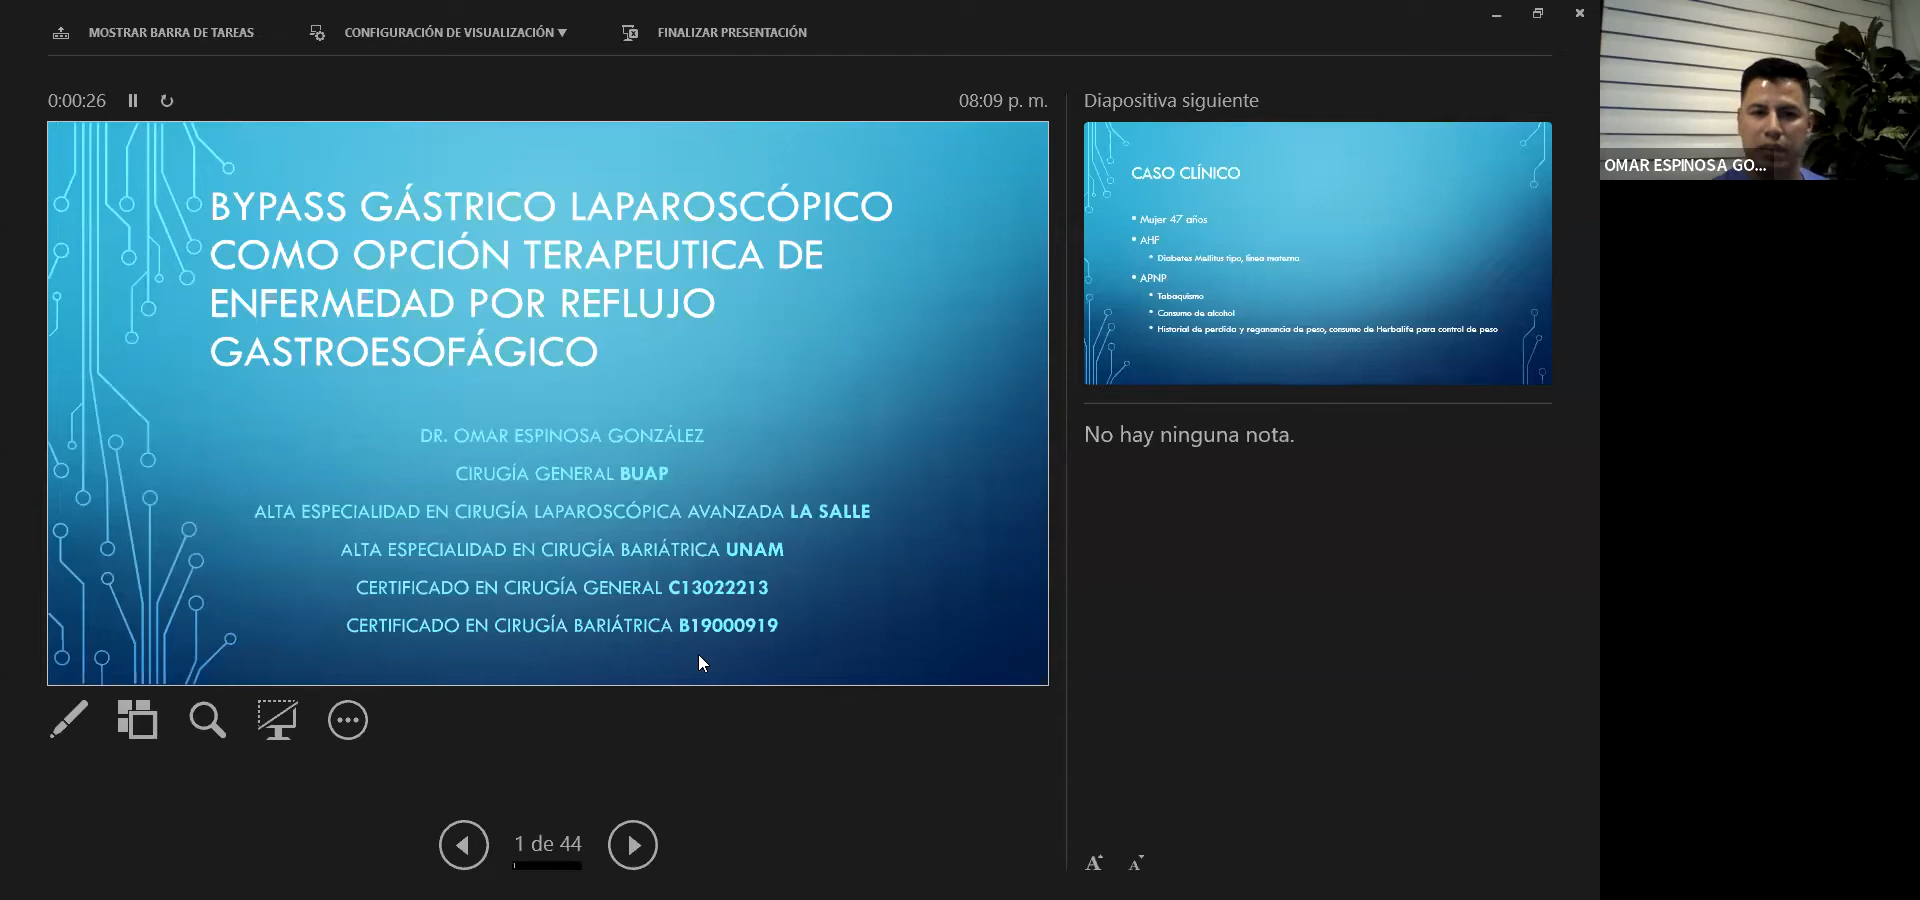 MOSTRAR BARRA DE TAREAS
CONFIGURACIÓN DE VISUALIZACIÓN ▼
FINALIZAR PRESENTACIÓN
0:00:26
08:09 p. m.
BYPASS GÁSTRICO LAPAROSCÓPICO
COMO OPCIÓN TERAPEUTICA DE
ENFERMEDAD POR REFLUJO
GASTROESOFÁGICO
DR. OMAR ESPINOSA GONZÁLEZ
CIRUGÍA GENERAL BUAP
ALTA ESPECIALIDAD EN CIRUGÍA LAPAROSCÓPICA AVANZADA LA SALLE
ALTA ESPECIALIDAD EN CIRUGÍA BARIÁTRICA UNAM
CERTIFICADO EN CIRUGÍA GENERAL C13022213
CERTIFICADO EN CIRUGÍA BARIÁTRICA B19000919
1 de 44
Diapositiva siguiente
CASO CLÍNICO
• Mujer 47 años
• AHF
• Diabetes Mellitus tipo, línea materna
• APNP
• Tabaquismo
• Consumo de alcohol
• Historial de perdida y reganancia de peso, consumo de Herbalife para control de peso
No hay ninguna nota.
A A
OMAR ESPINOSA GO...